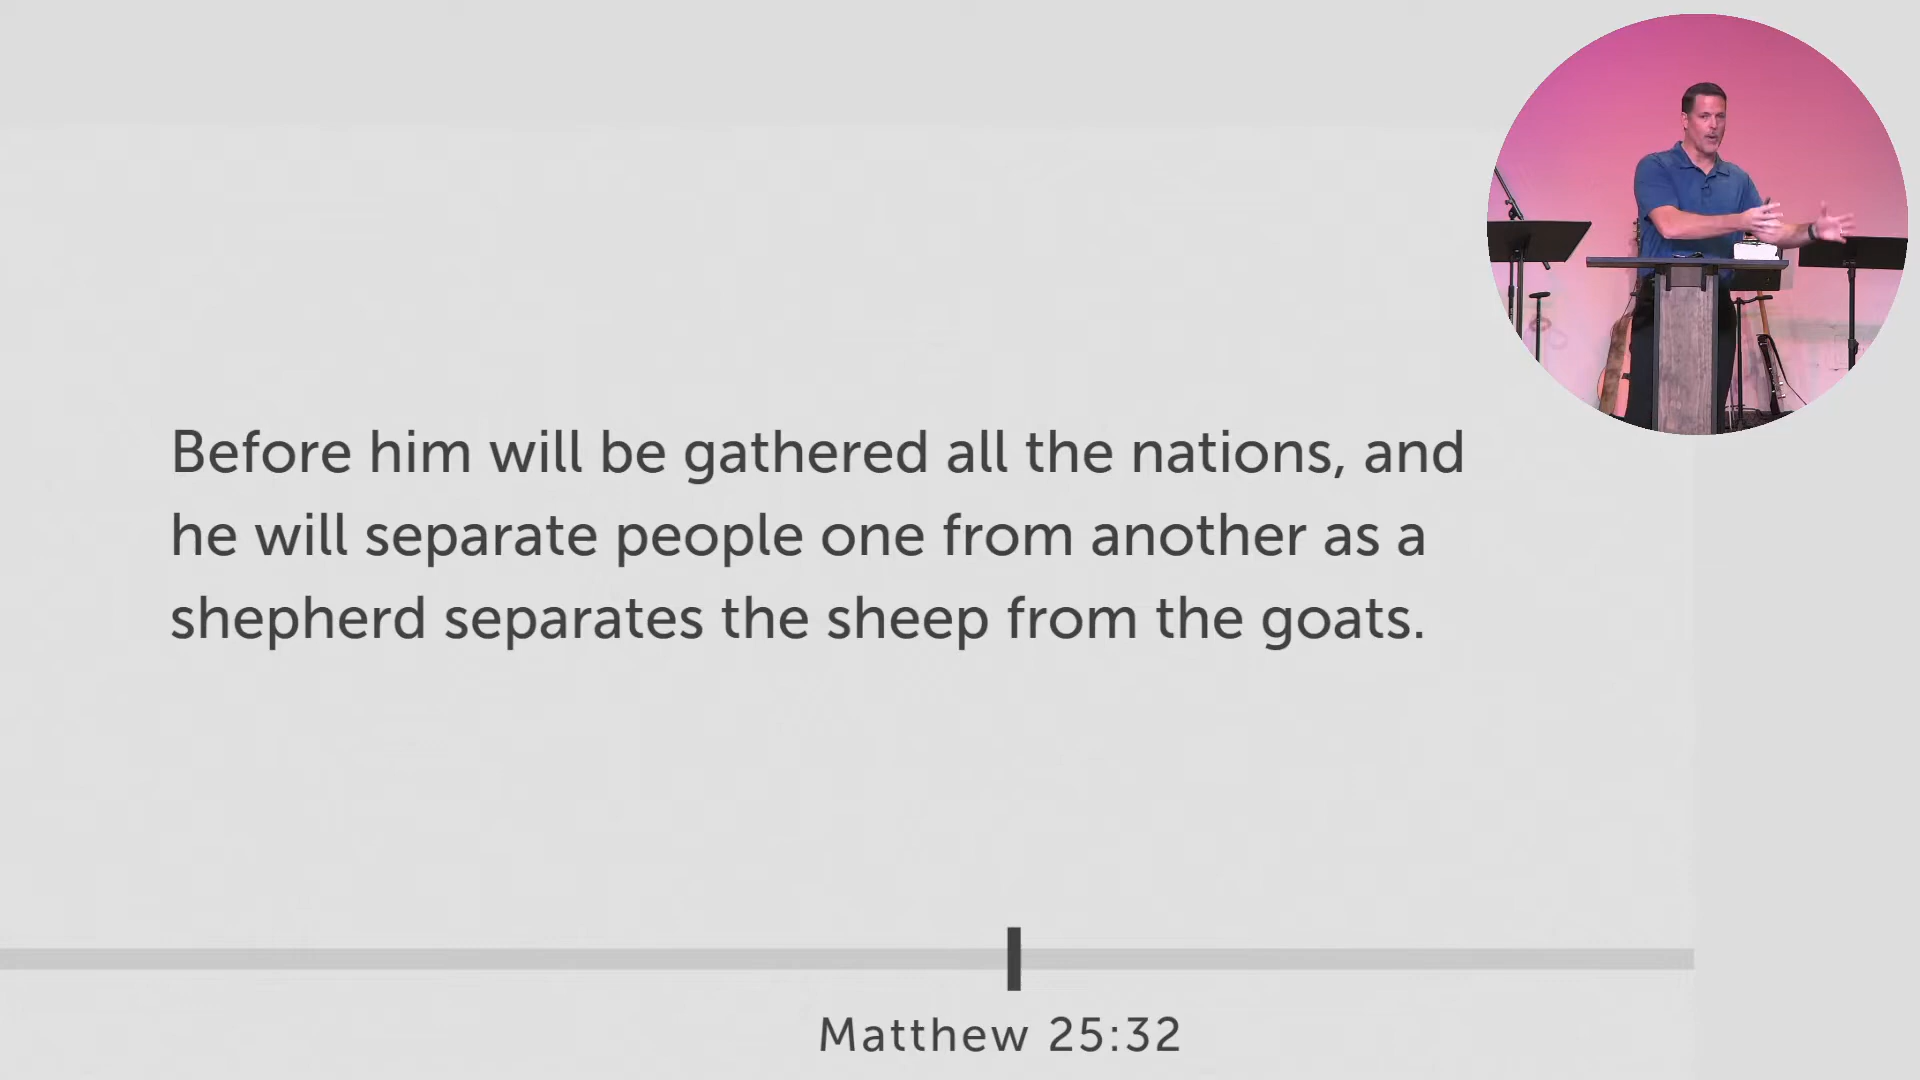 Before him will be gathered all the nations, and
he will separate people one from another as a
shepherd separates the sheep from the goats.
Matthew 25:32